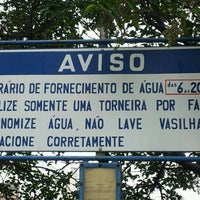 AVISO
RÁRIO DE FORNECIMENTO DE ÁGUA das 6..20
LIZE SOMENTE UMA TORNEIRA POR FA
NOMIZE ÁGUA, NÃO LAVE VASILHA
ACIONE CORRETAMENTE